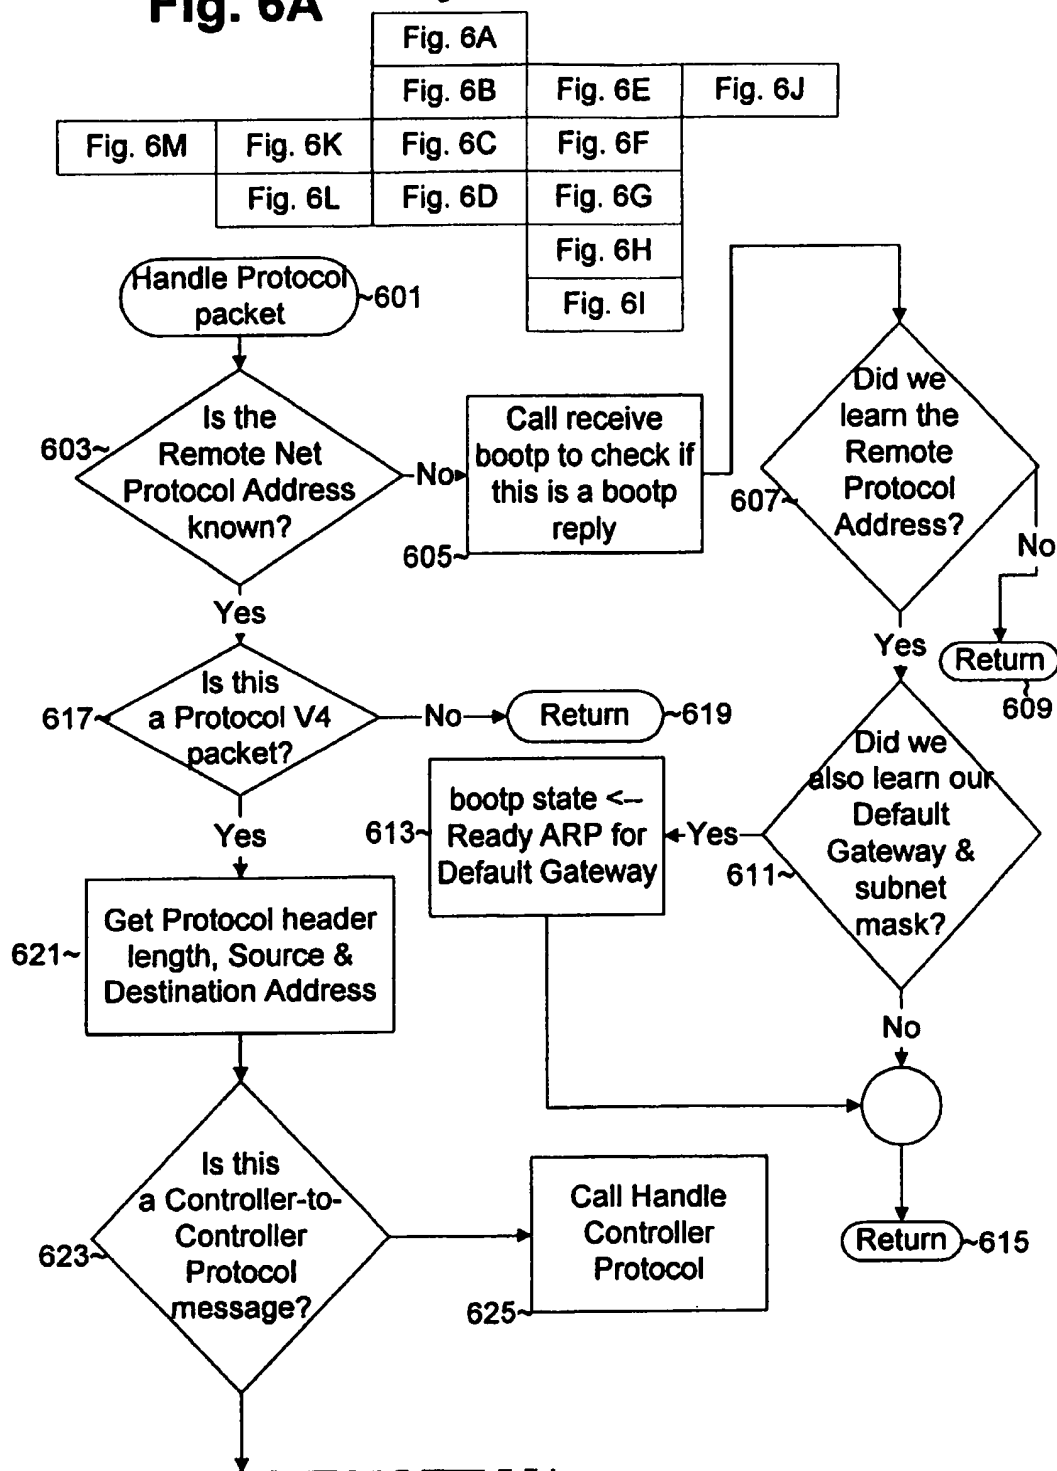 Fig. 6A
Fig. 6A
Fig. 6B
Fig. 6E
Fig. 6J
Fig. 6M
Fig. 6K
Fig. 6C
Fig. 6F
Fig. 6L
Fig. 6D
Fig. 6G
Fig. 6H
Fig. 6I
Handle Protocol
packet
~601
Is the
Remote Net
Protocol Address
known?
603~
No
Call receive
bootp to check if
this is a bootp
reply
605~
Did we
learn the
Remote
Protocol
Address?
607~
No
Return
~
609
Yes
Yes
Is this
a Protocol V4
packet?
617~
No
Return
~619
Did we
also learn our
Default
Gateway &
subnet
mask?
611~
Yes
bootp state <--
Ready ARP for
Default Gateway
613~
No
Return
~615
Yes
Get Protocol header
length, Source &
Destination Address
621~
Is this
a Controller-to-
Controller
Protocol
message?
623~
Call Handle
Controller
Protocol
625~